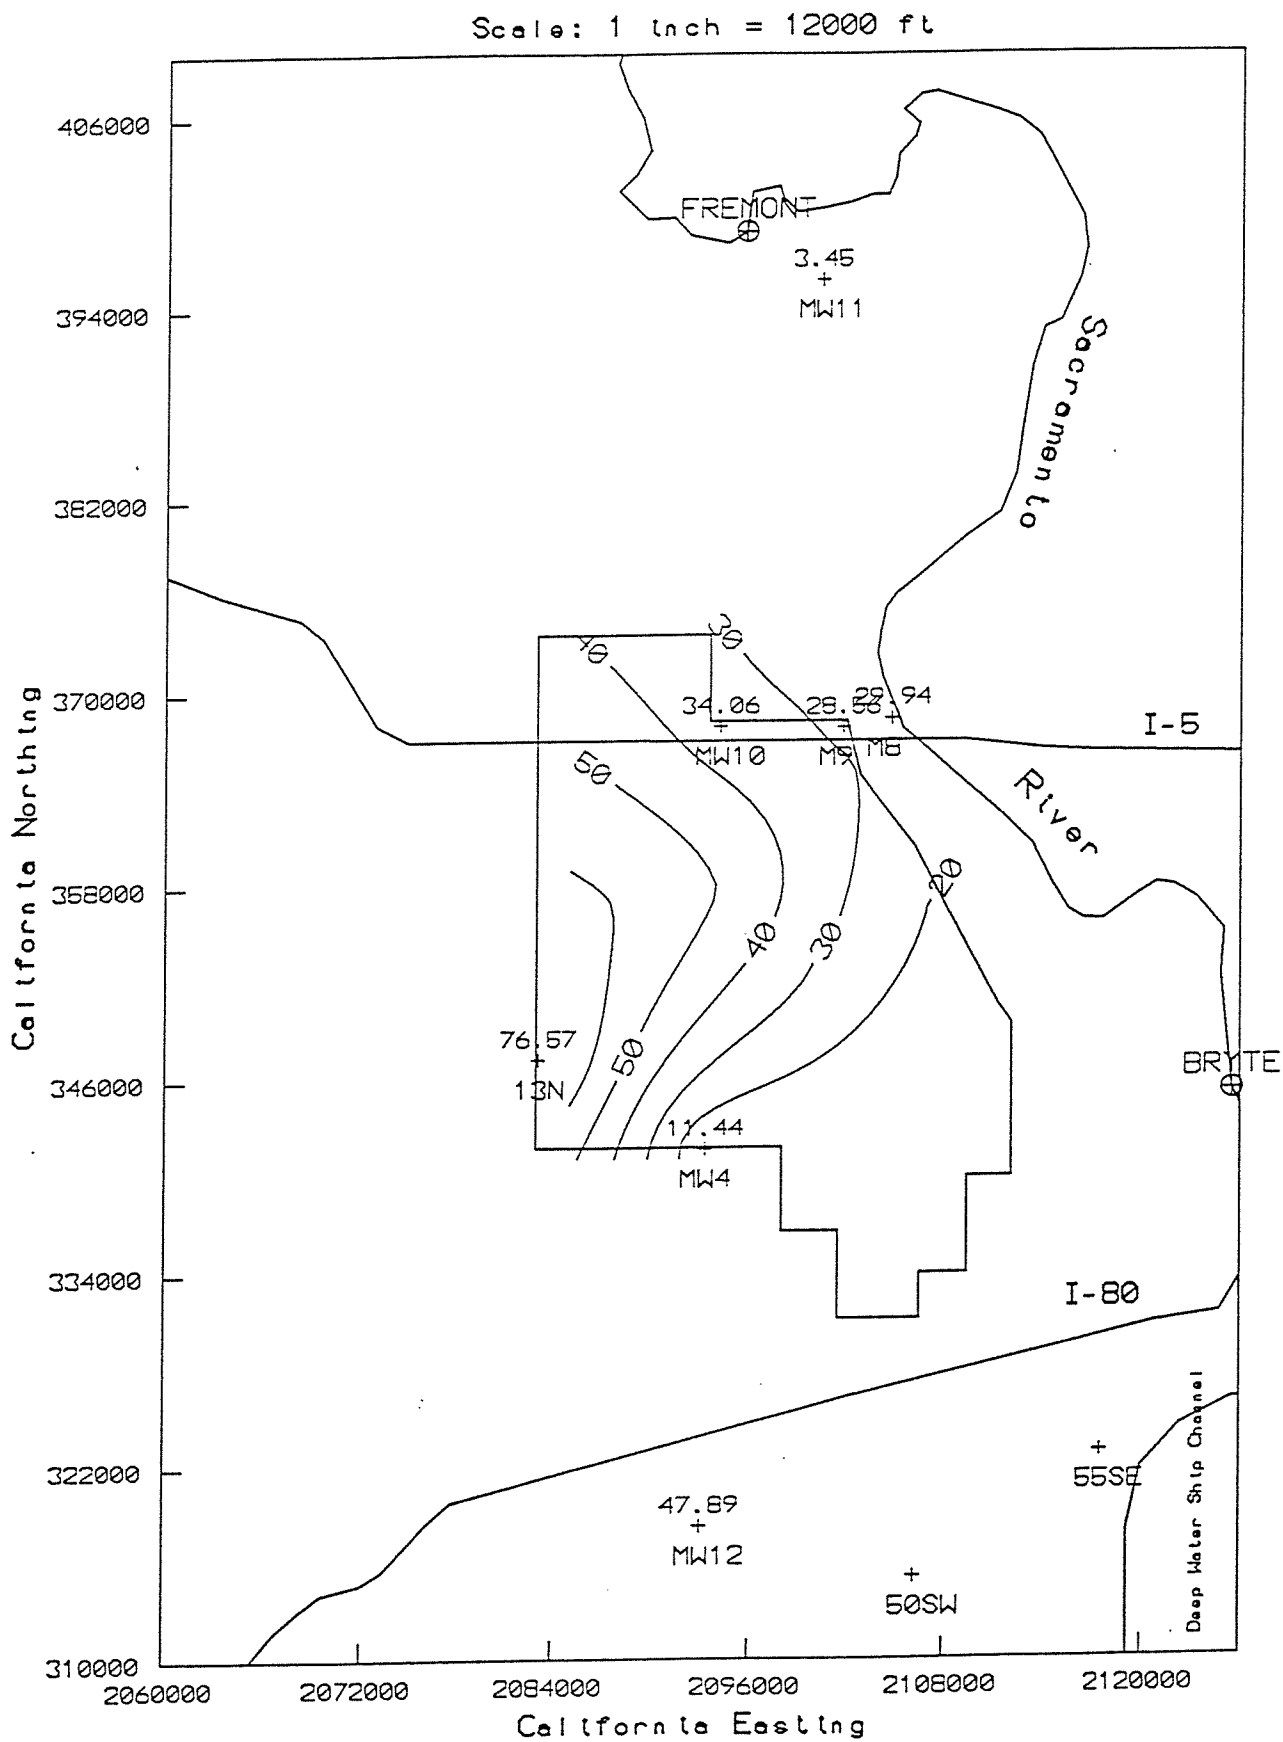 Scale: 1 inch = 12000 ft
406000
FREMONT
3.45
MW11
394000
Sacramento
382000
30
40
370000
34.06
28.56
29.94
I-5
MW10
M9
M8
50
River
358000
20
40
30
California Northing
76.57
13N
50
346000
BRYTE
11.44
MW4
334000
I-80
322000
55SE
Deep Water Ship Channel
47.89
MW12
50SW
310000
2060000
2072000
2084000
2096000
2108000
2120000
California Easting